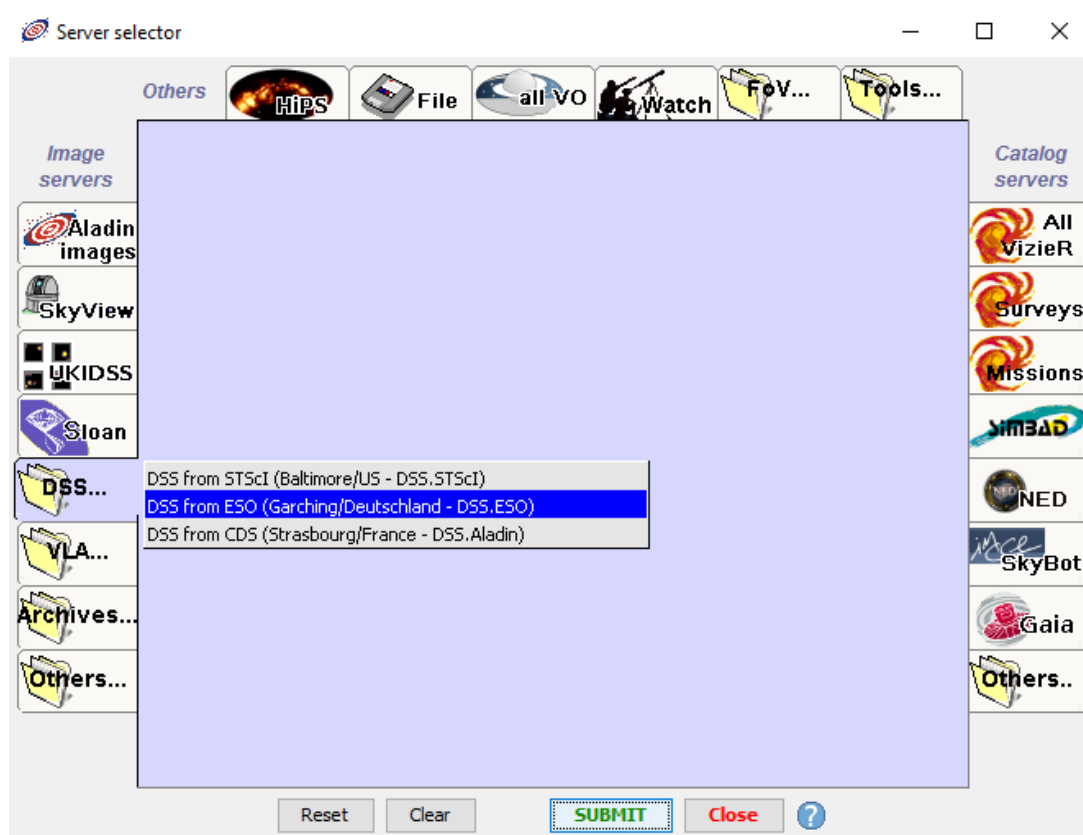 Server selector
Others
HiPS
File
all VO
Watch
FoV...
Tools...
Image
servers
Aladin
images
SkyView
UKIDSS
Sloan
DSS...
VLA...
Archives...
Others...
DSS from STScI (Baltimore/US - DSS.STScI)
DSS from ESO (Garching/Deutschland - DSS.ESO)
DSS from CDS (Strasbourg/France - DSS.Aladin)
Catalog
servers
All
VizieR
Surveys
Missions
SIMBAD
NED
NED
imcce
SkyBot
Gaia
Others..
Reset
Clear
SUBMIT
Close
?